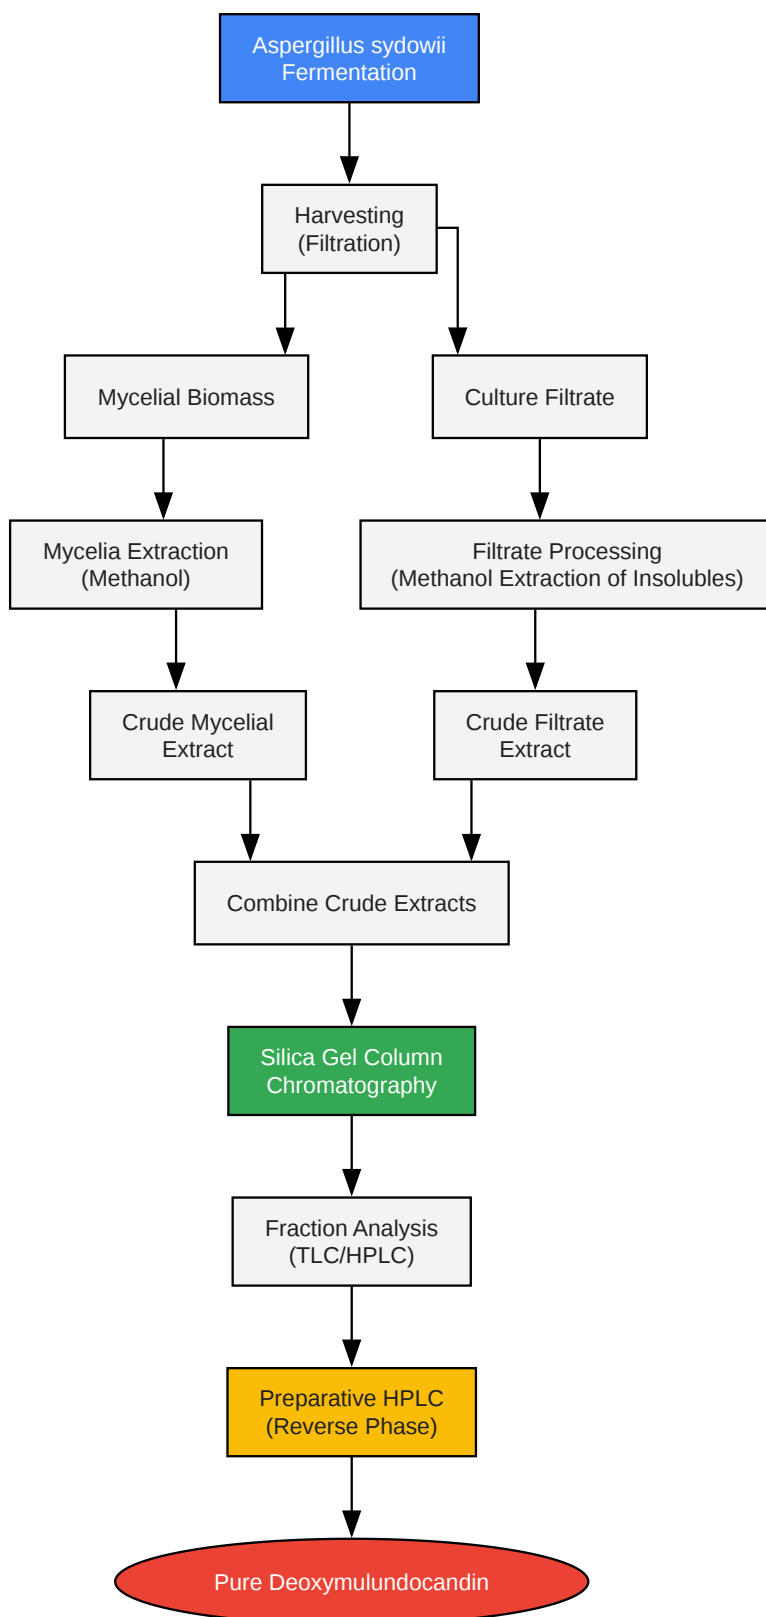 Aspergillus sydowii
Fermentation
Harvesting
(Filtration)
Mycelial Biomass
Culture Filtrate
Mycelia Extraction
(Methanol)
Filtrate Processing
(Methanol Extraction of Insolubles)
Crude Mycelial
Extract
Crude Filtrate
Extract
Combine Crude Extracts
Silica Gel Column
Chromatography
Fraction Analysis
(TLC/HPLC)
Preparative HPLC
(Reverse Phase)
Pure Deoxymulundocandin